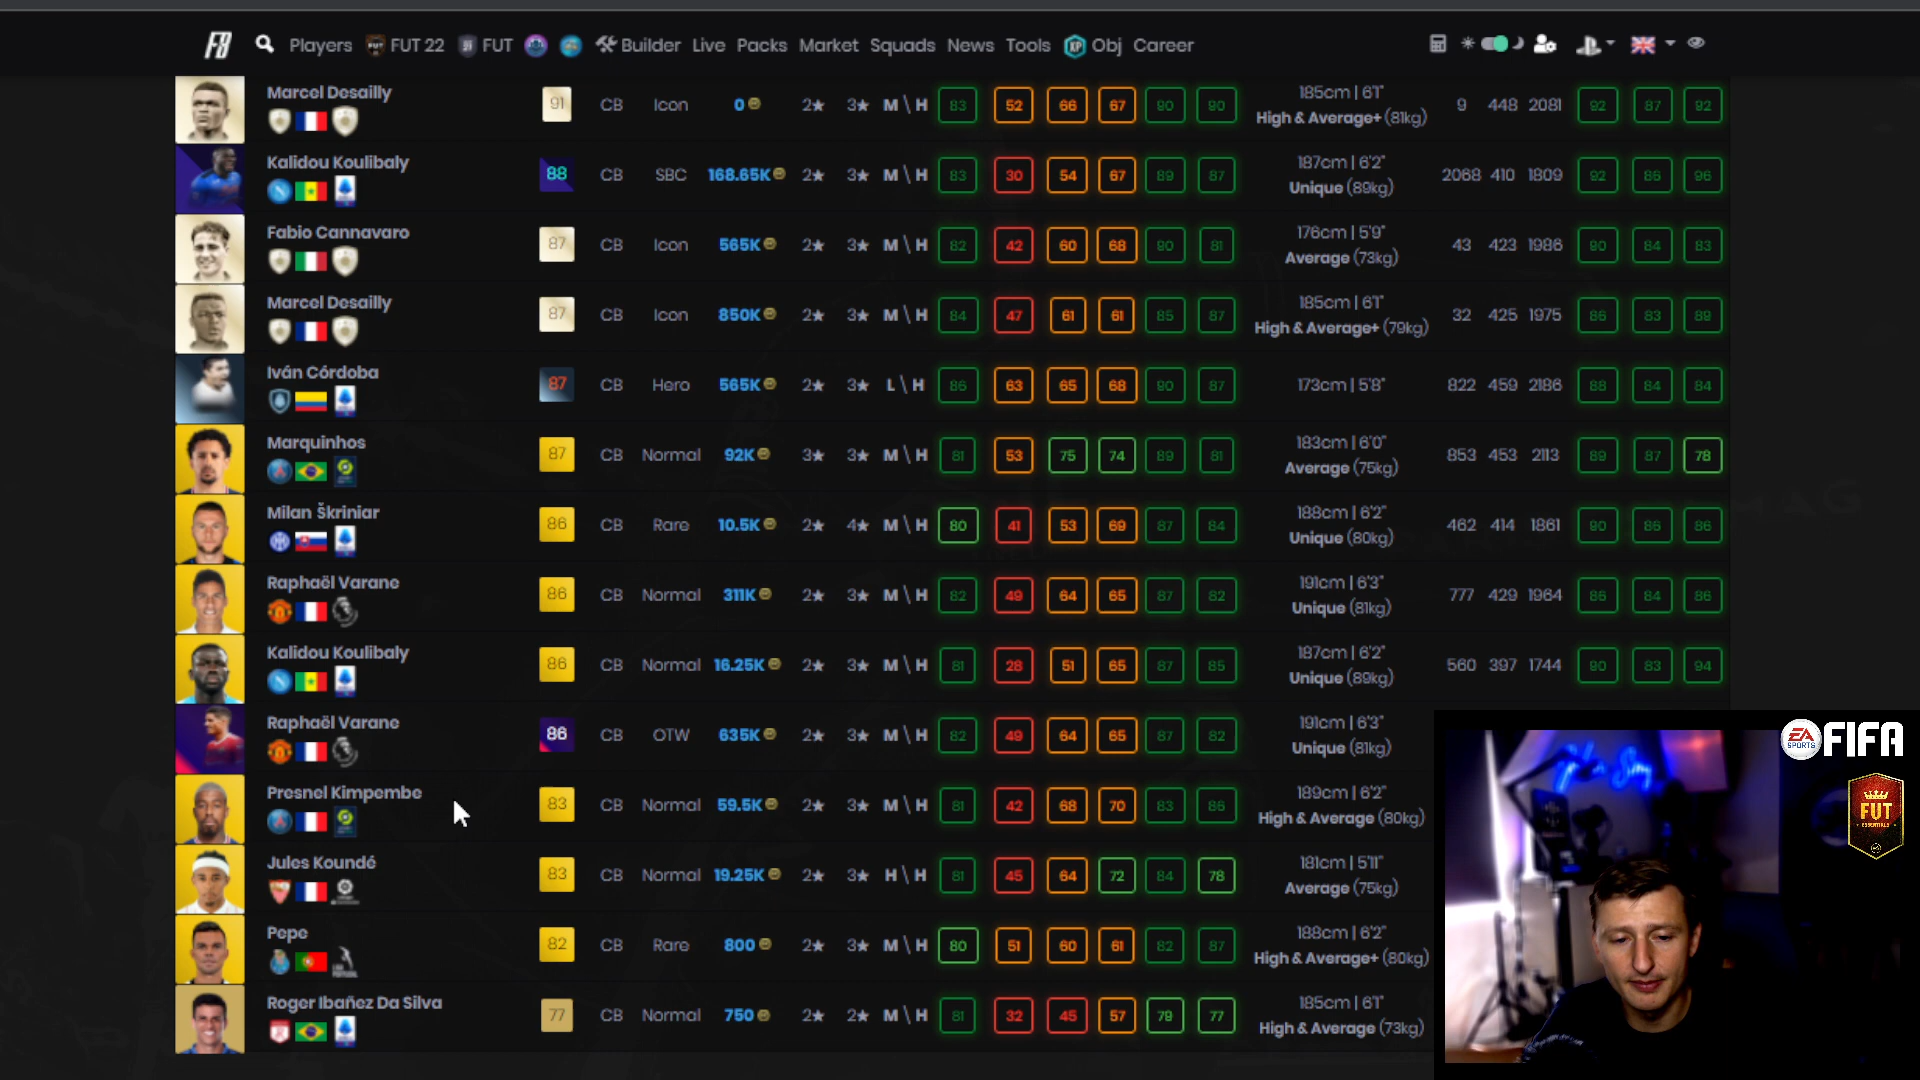 Players FUT 22 FUT Builder Live Packs Market Squads News Tools XP Obj Career
Marcel Desailly 91 CB Icon 0 2★ 3★ M \ H 83 52 66 67 90 90 185cm | 6'1" 9 448 2081 92 87 92
High & Average+ (81kg)
Kalidou Koulibaly 88 CB SBC 168.65K 2★ 3★ M \ H 83 30 54 67 89 87 187cm | 6'2" 2068 410 1809 92 86 96
Unique (89kg)
Fabio Cannavaro 87 CB Icon 565K 2★ 3★ M \ H 82 42 60 68 90 81 176cm | 5'9" 43 423 1986 90 84 83
Average (73kg)
Marcel Desailly 87 CB Icon 850K 2★ 3★ M \ H 84 47 61 61 85 87 185cm | 6'1" 32 425 1975 86 83 89
High & Average+ (79kg)
Iván Córdoba 87 CB Hero 565K 2★ 3★ L \ H 86 63 65 68 90 87 173cm | 5'8" 822 459 2186 88 84 84
Marquinhos 87 CB Normal 92K 3★ 3★ M \ H 81 53 75 74 89 81 183cm | 6'0" 853 453 2113 89 87 78
Average (75kg)
Milan Škriniar 86 CB Rare 10.5K 2★ 4★ M \ H 80 41 53 69 87 84 188cm | 6'2" 462 414 1861 90 86 86
Unique (80kg)
Raphaël Varane 86 CB Normal 311K 2★ 3★ M \ H 82 49 64 65 87 82 191cm | 6'3" 777 429 1964 86 84 86
Unique (81kg)
Kalidou Koulibaly 86 CB Normal 16.25K 2★ 3★ M \ H 81 28 51 65 87 85 187cm | 6'2" 560 397 1744 90 83 94
Unique (89kg)
Raphaël Varane 86 CB OTW 635K 2★ 3★ M \ H 82 49 64 65 87 82 191cm | 6'3"
Unique (81kg)
Presnel Kimpembe 83 CB Normal 59.5K 2★ 3★ M \ H 81 42 68 70 83 86 189cm | 6'2"
High & Average (80kg)
Jules Koundé 83 CB Normal 19.25K 2★ 3★ H \ H 81 45 64 72 84 78 181cm | 5'11"
Average (75kg)
Pepe 82 CB Rare 800 2★ 3★ M \ H 80 51 60 61 82 87 188cm | 6'2"
High & Average+ (80kg)
Roger Ibañez Da Silva 77 CB Normal 750 2★ 2★ M \ H 81 32 45 57 79 77 185cm | 6'1"
High & Average (73kg)
EA SPORTS FIFA
FUT
ESSENTIALS